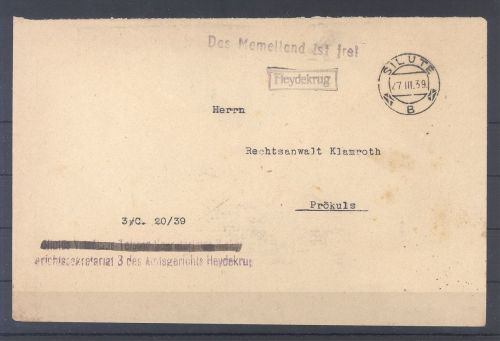 Das Memelland ist frei
Heydekrug
SILUTE
27 III.39
B
Herrn
Rechtsanwalt Klamroth
Prökuls
3/C. 20/39
erichtssekretariat 3 des Amtsgerichts Heydekrug